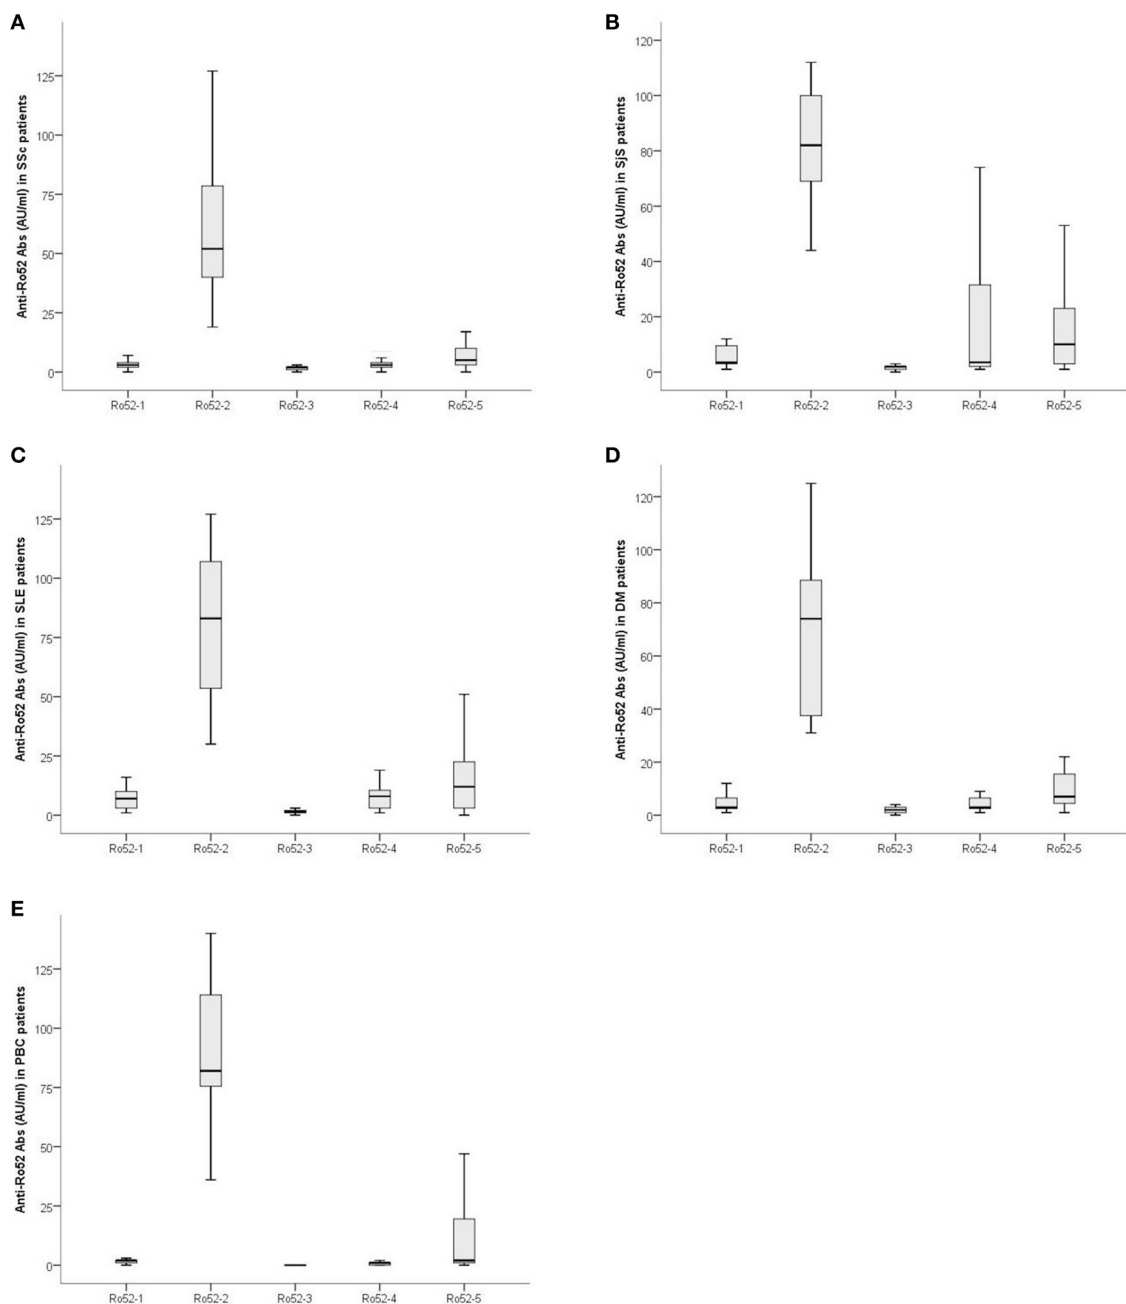 A
Anti-Ro52 Abs (AU/ml) in SSc patients
125
100
75
50
25
0
Ro52-1 Ro52-2 Ro52-3 Ro52-4 Ro52-5
B
Anti-Ro52 Abs (AU/ml) in SjS patients
120
100
80
60
40
20
0
Ro52-1 Ro52-2 Ro52-3 Ro52-4 Ro52-5
C
Anti-Ro52 Abs (AU/ml) in SLE patients
125
100
75
50
25
0
Ro52-1 Ro52-2 Ro52-3 Ro52-4 Ro52-5
D
Anti-Ro52 Abs (AU/ml) in DM patients
120
100
80
60
40
20
0
Ro52-1 Ro52-2 Ro52-3 Ro52-4 Ro52-5
E
Anti-Ro52 Abs (AU/ml) in PBC patients
125
100
75
50
25
0
Ro52-1 Ro52-2 Ro52-3 Ro52-4 Ro52-5